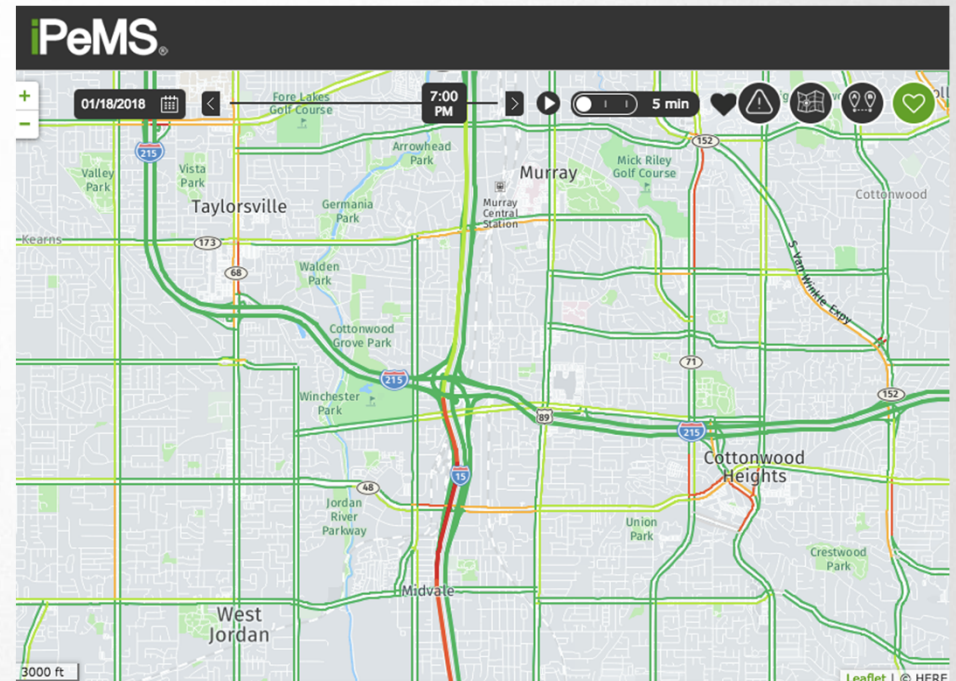 iPeMS®
+
−
01/18/2018
<
7:00
PM
>
5 min
Fore Lakes
Golf Course
215
152
Arrowhead
Park
Valley
Park
Vista
Park
Murray
Mick Riley
Golf Course
Cottonwood
Taylorsville
Germania
Park
Murray
Central
Station
Kearns
173
68
Walden
Park
S Van Winkle Expy
Cottonwood
Grove Park
71
215
152
Winchester
Park
89
215
Cottonwood
Heights
15
48
Jordan
River
Parkway
Union
Park
Crestwood
Park
Midvale
West
Jordan
3000 ft
Leaflet | © HERE